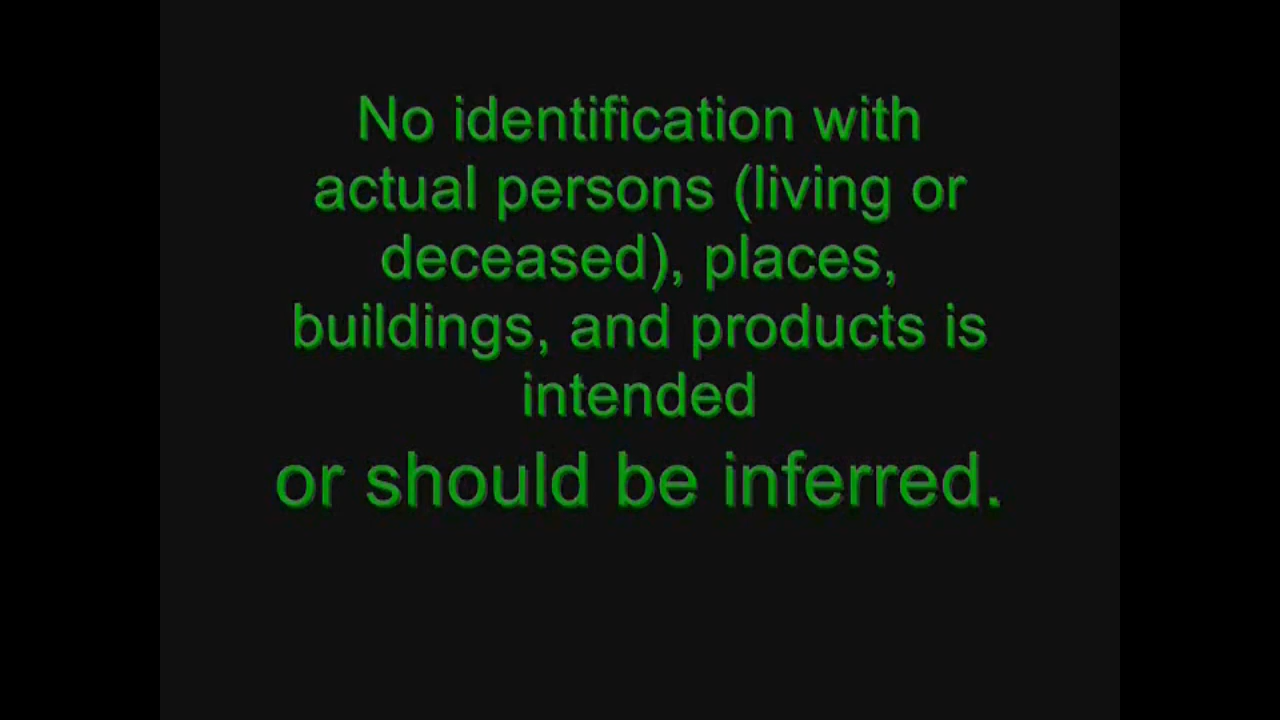 No identification with
actual persons (living or
deceased), places,
buildings, and products is
intended
or should be inferred.